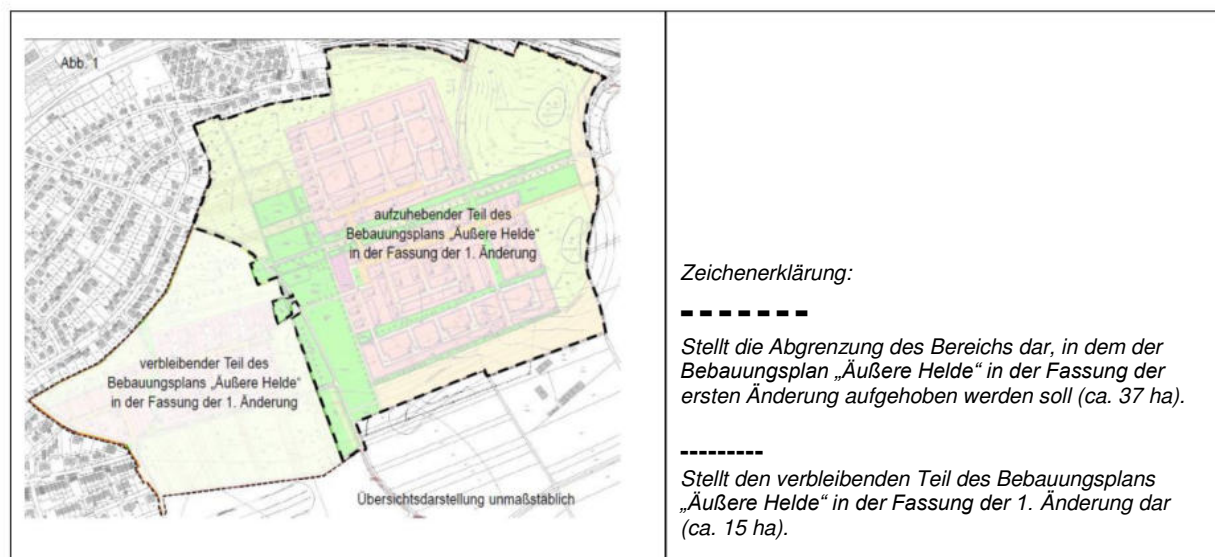 Abb. 1
aufzuhebender Teil des
Bebauungsplans „Äußere Helde“
in der Fassung der 1. Änderung
verbleibender Teil des
Bebauungsplans „Äußere Helde“
in der Fassung der 1. Änderung
Übersichtsdarstellung unmaßstäblich
Zeichenerklärung:
Stellt die Abgrenzung des Bereichs dar, in dem der
Bebauungsplan „Äußere Helde“ in der Fassung der
ersten Änderung aufgehoben werden soll (ca. 37 ha).
Stellt den verbleibenden Teil des Bebauungsplans
„Äußere Helde“ in der Fassung der 1. Änderung dar
(ca. 15 ha).